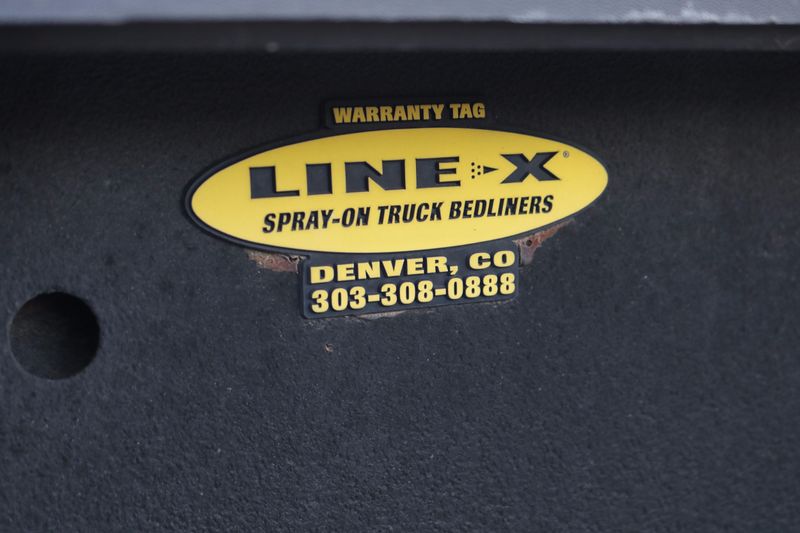 WARRANTY TAG
LINE-X®
SPRAY-ON TRUCK BEDLINERS
DENVER, CO
303-308-0888